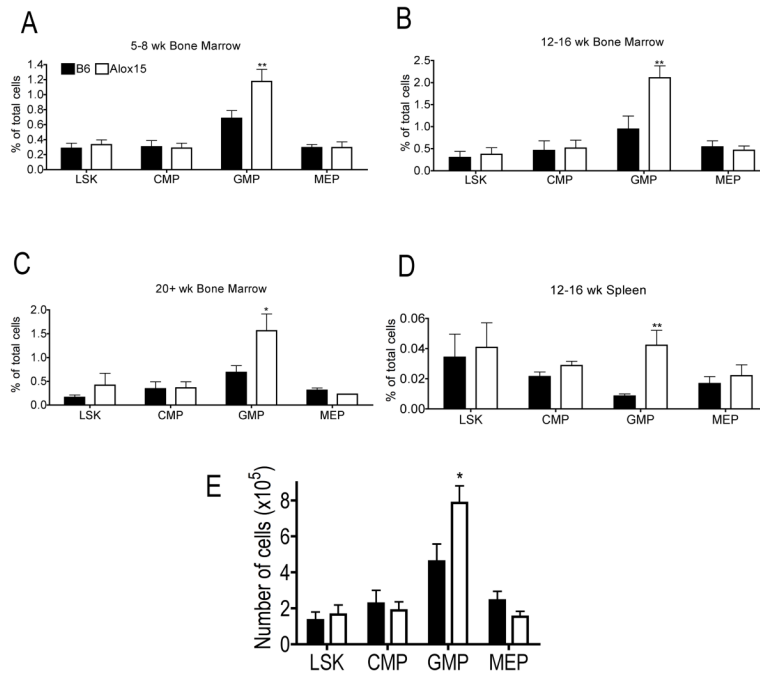 A
5-8 wk Bone Marrow
B6 Alox15
% of total cells
1.4
1.2
1.0
0.8
0.6
0.4
0.2
0.0
**
LSK CMP GMP MEP
B
12-16 wk Bone Marrow
% of total cells
2.5
2.0
1.5
1.0
0.5
0.0
**
LSK CMP GMP MEP
C
20+ wk Bone Marrow
% of total cells
2.0
1.5
1.0
0.5
0.0
*
LSK CMP GMP MEP
D
12-16 wk Spleen
% of total cells
0.06
0.04
0.02
0.00
**
LSK CMP GMP MEP
E
Number of cells (x10⁵)
8
6
4
2
0
*
LSK CMP GMP MEP